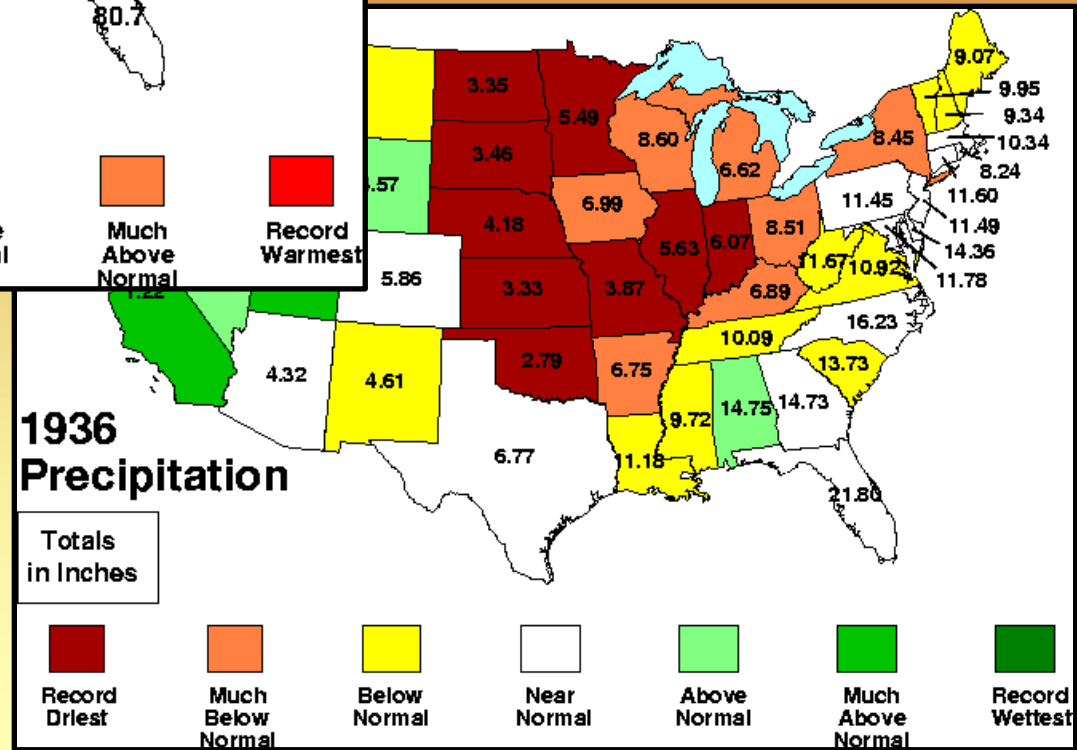 80.7
Much
Above
Normal
Record
Warmest
3.35
5.49
3.46
.57
4.18
5.86
3.33
3.87
2.79
1.22
4.32
4.61
6.77
8.60
6.62
6.99
5.63
6.07
8.51
6.89
6.75
10.09
9.72
11.18
14.75
14.73
13.73
16.23
21.80
11.67
10.92
11.45
8.45
9.07
9.95
9.34
10.34
8.24
11.60
11.49
14.36
11.78
1936
Precipitation
Totals
in Inches
Record
Driest
Much
Below
Normal
Below
Normal
Near
Normal
Above
Normal
Much
Above
Normal
Record
Wettest